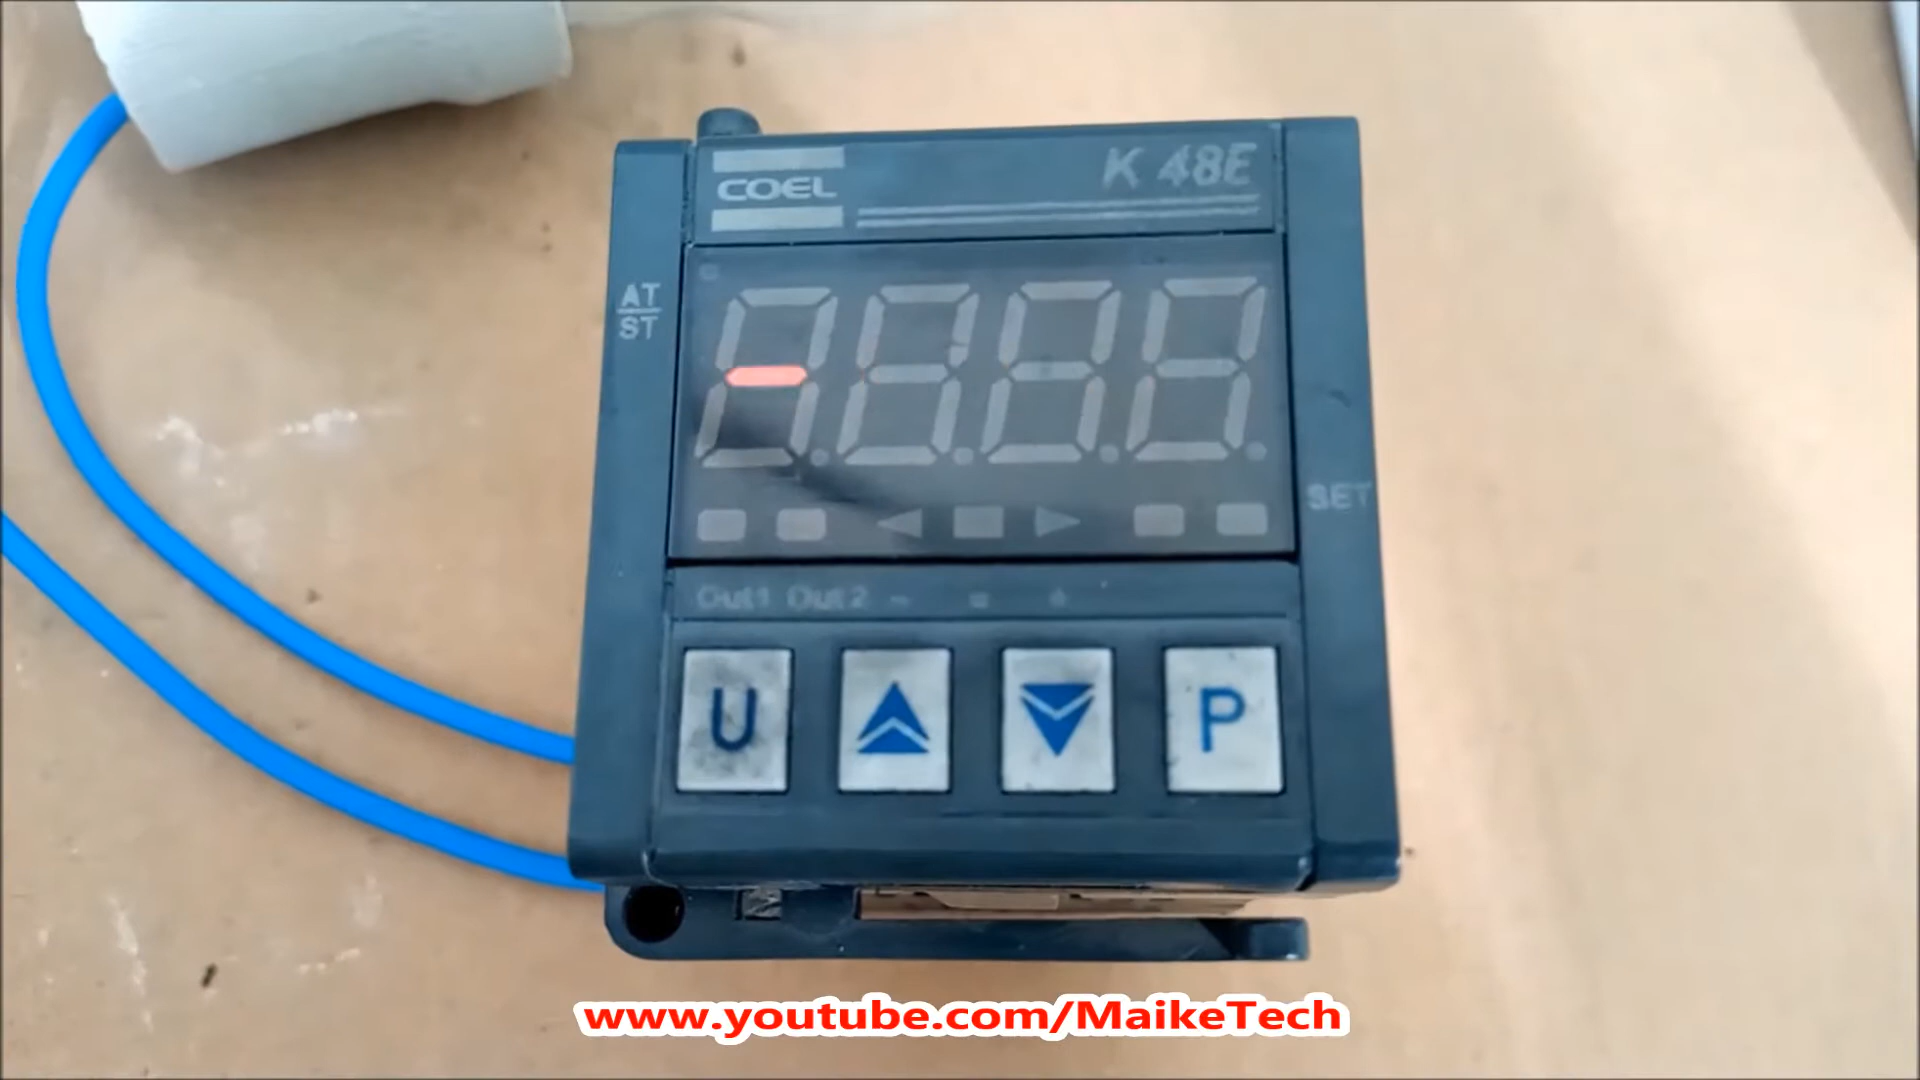 COEL
K 48E
AT
ST
SET
Out1 Out2 - = +
U
P
www.youtube.com/MaikeTech